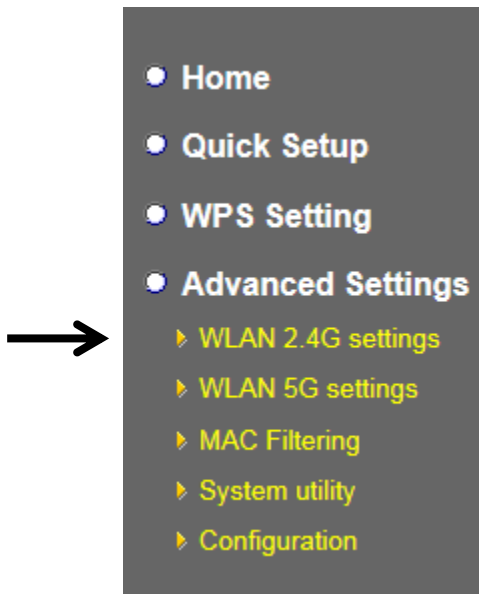 Home
Quick Setup
WPS Setting
Advanced Settings
WLAN 2.4G settings
WLAN 5G settings
MAC Filtering
System utility
Configuration